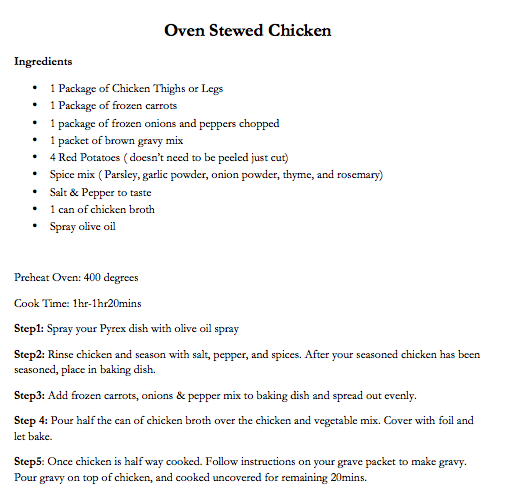 Oven Stewed Chicken
Ingredients
• 1 Package of Chicken Thighs or Legs
• 1 Package of frozen carrots
• 1 package of frozen onions and peppers chopped
• 1 packet of brown gravy mix
• 4 Red Potatoes ( doesn't need to be peeled just cut)
• Spice mix ( Parsley, garlic powder, onion powder, thyme, and rosemary)
• Salt & Pepper to taste
• 1 can of chicken broth
• Spray olive oil
Preheat Oven: 400 degrees
Cook Time: 1hr-1hr20mins
Step1: Spray your Pyrex dish with olive oil spray
Step2: Rinse chicken and season with salt, pepper, and spices. After your seasoned chicken has been
seasoned, place in baking dish.
Step3: Add frozen carrots, onions & pepper mix to baking dish and spread out evenly.
Step 4: Pour half the can of chicken broth over the chicken and vegetable mix. Cover with foil and
let bake.
Step5: Once chicken is half way cooked. Follow instructions on your grave packet to make gravy.
Pour gravy on top of chicken, and cooked uncovered for remaining 20mins.